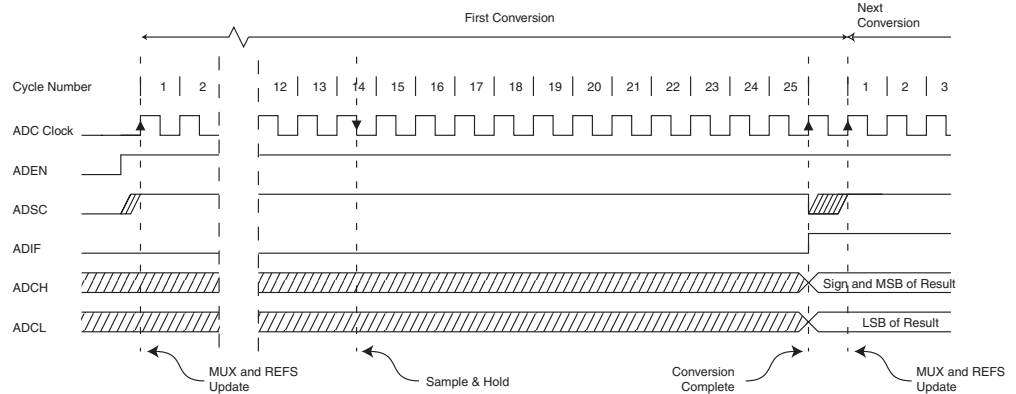 First Conversion
Next
Conversion
Cycle Number 1 2 12 13 14 15 16 17 18 19 20 21 22 23 24 25 1 2 3
ADC Clock
ADEN
ADSC
ADIF
ADCH Sign and MSB of Result
ADCL LSB of Result
MUX and REFS
Update
Sample & Hold
Conversion
Complete
MUX and REFS
Update